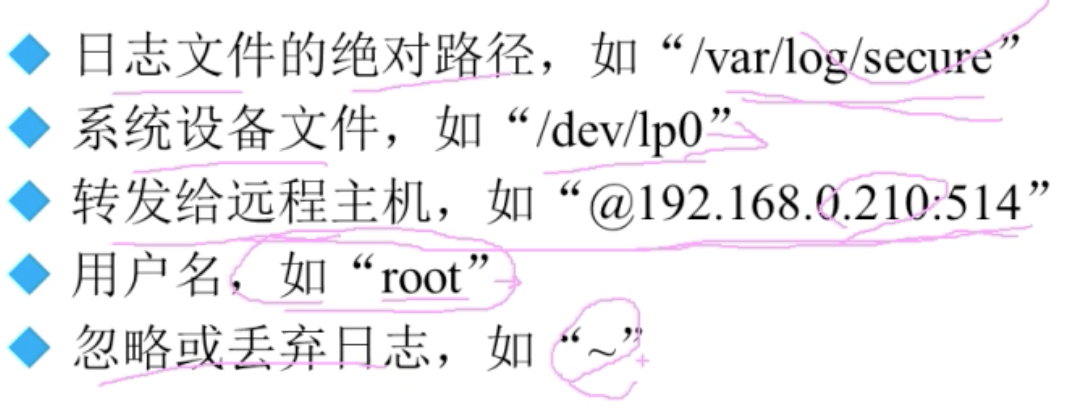 日志文件的绝对路径，如“/var/log/secure”
系统设备文件，如“/dev/lp0”
转发给远程主机，如“@192.168.0.210:514”
用户名，如“root”
忽略或丢弃日志，如“~”